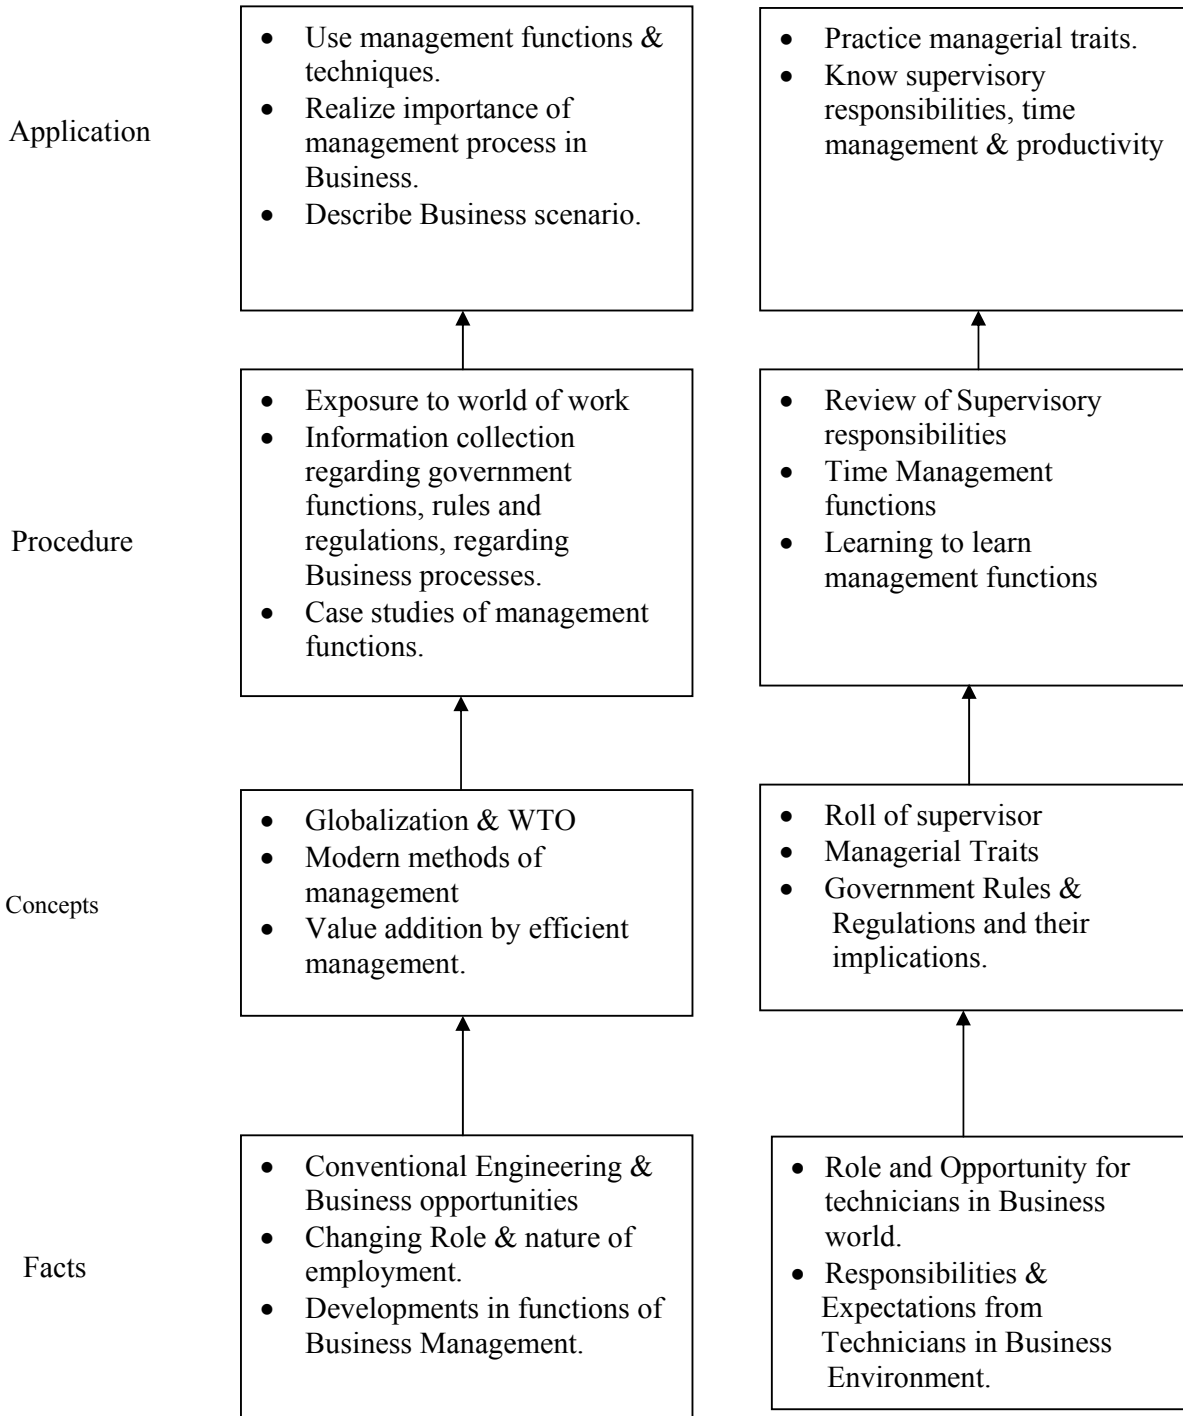 Application
• Use management functions &
techniques.
• Realize importance of
management process in
Business.
• Describe Business scenario.
• Practice managerial traits.
• Know supervisory
responsibilities, time
management & productivity
Procedure
• Exposure to world of work
• Information collection
regarding government
functions, rules and
regulations, regarding
Business processes.
• Case studies of management
functions.
• Review of Supervisory
responsibilities
• Time Management
functions
• Learning to learn
management functions
Concepts
• Globalization & WTO
• Modern methods of
management
• Value addition by efficient
management.
• Roll of supervisor
• Managerial Traits
• Government Rules &
Regulations and their
implications.
Facts
• Conventional Engineering &
Business opportunities
• Changing Role & nature of
employment.
• Developments in functions of
Business Management.
• Role and Opportunity for
technicians in Business
world.
• Responsibilities &
Expectations from
Technicians in Business
Environment.